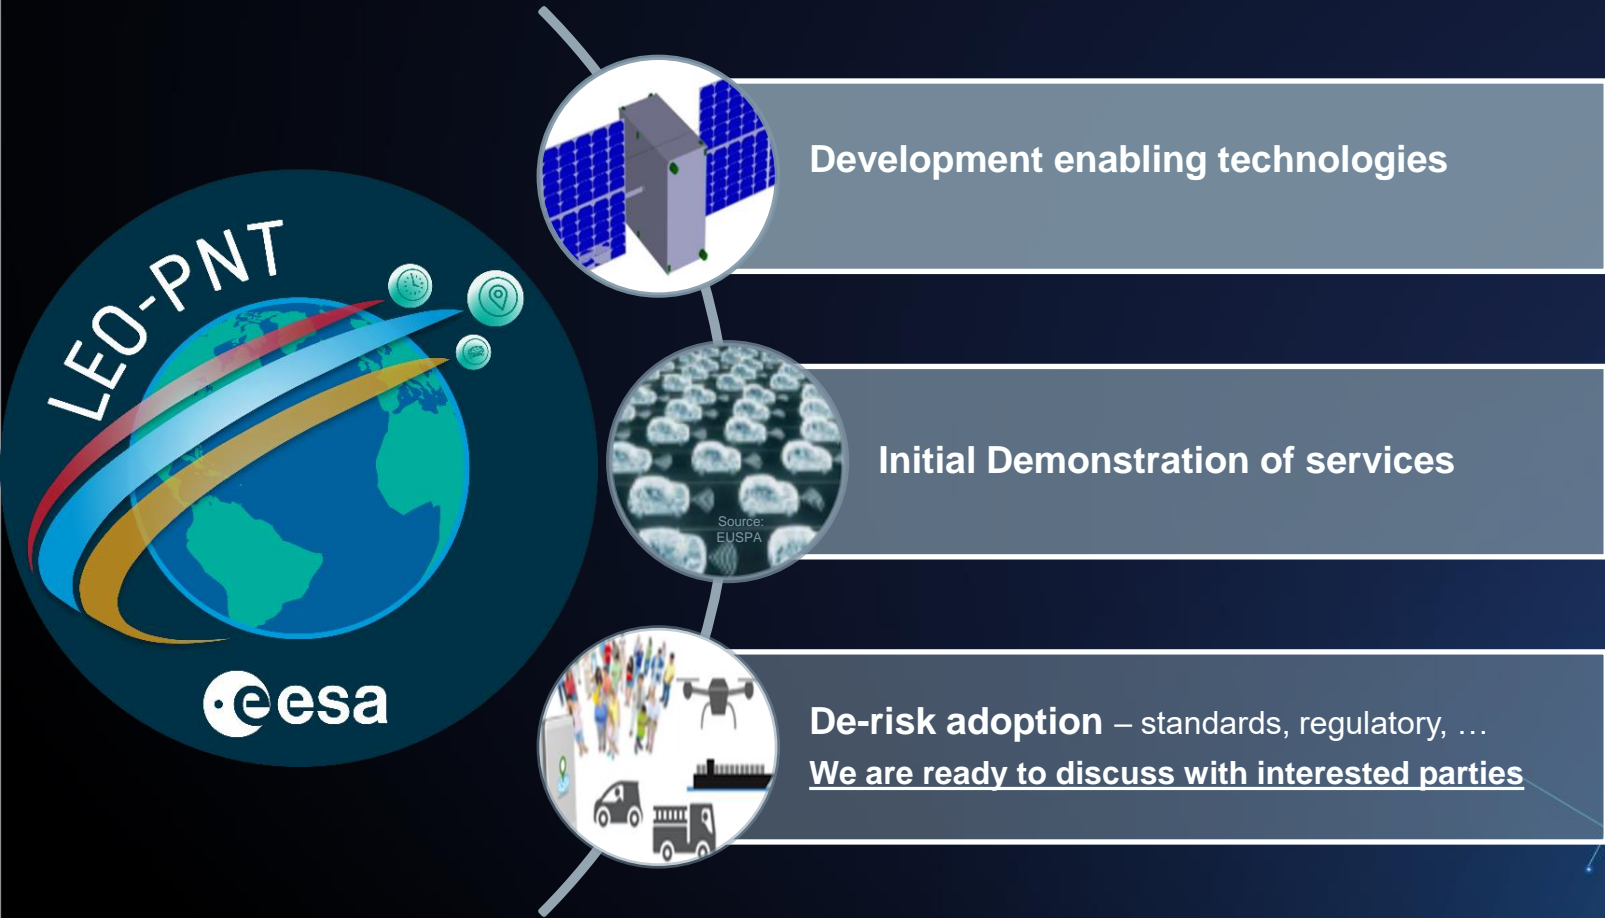 LEO-PNT
esa
Development enabling technologies
Initial Demonstration of services
Source:
EUSPA
De-risk adoption – standards, regulatory, …
We are ready to discuss with interested parties